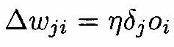 Δw_{ji} = ηδ_j o_i